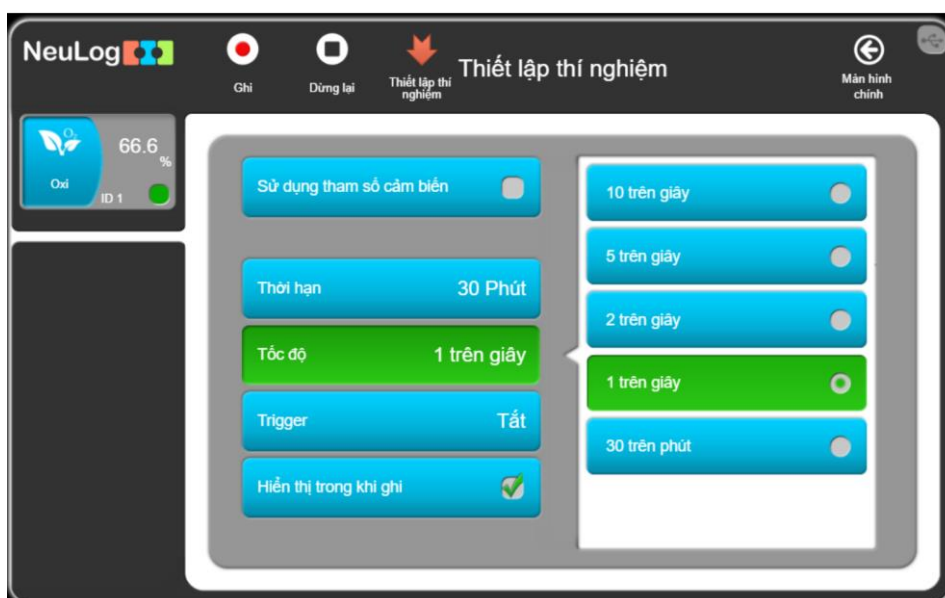 NeuLog
Ghi
Dừng lại
Thiết lập thí
nghiệm
Thiết lập thí nghiệm
Màn hình
chính
O2
66.6
%
Oxi
ID 1
Sử dụng tham số cảm biến
Thời hạn 30 Phút
Tốc độ 1 trên giây
Trigger Tắt
Hiển thị trong khi ghi
10 trên giây
5 trên giây
2 trên giây
1 trên giây
30 trên phút